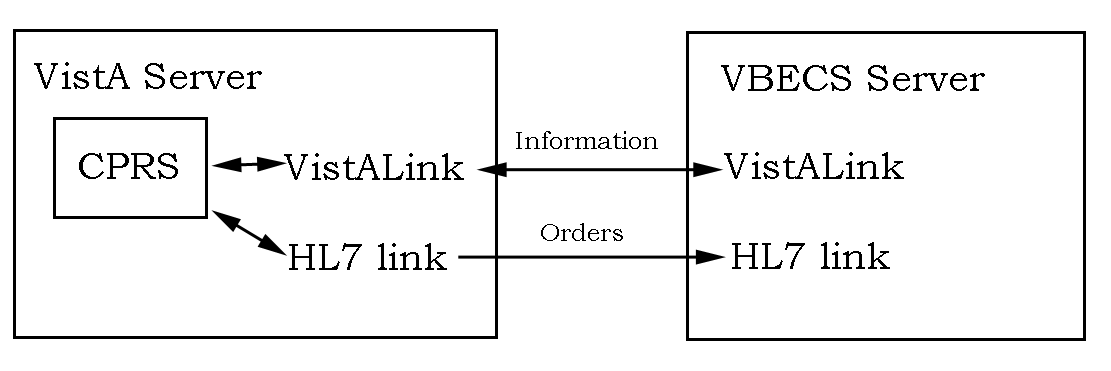 VistA Server
CPRS
VistALink
HL7 link
Information
Orders
VBECS Server
VistALink
HL7 link